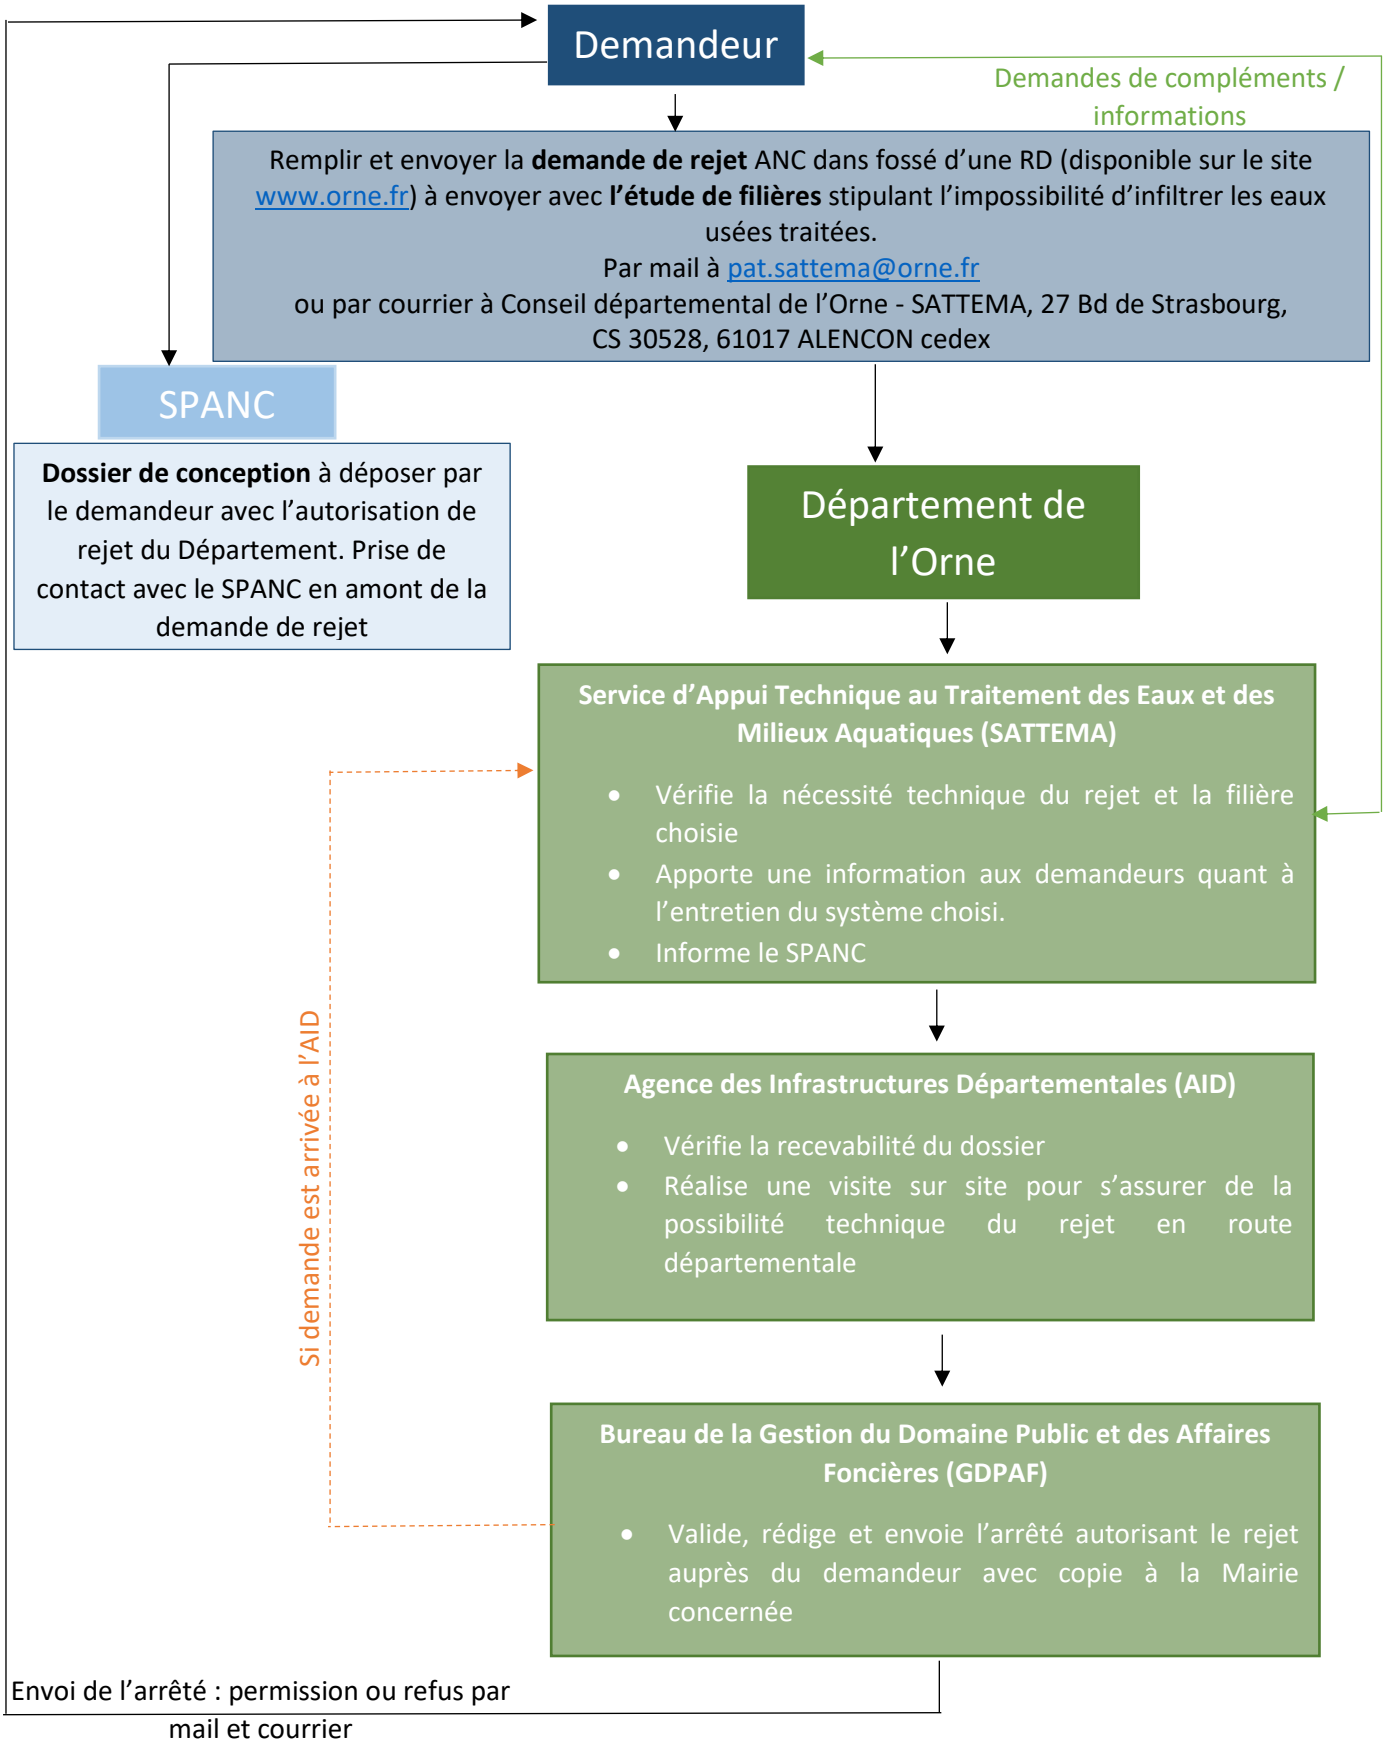 Demandeur
Demandes de compléments /
informations
Remplir et envoyer la demande de rejet ANC dans fossé d’une RD (disponible sur le site
www.orne.fr) à envoyer avec l’étude de filières stipulant l’impossibilité d’infiltrer les eaux
usées traitées.
Par mail à pat.sattema@orne.fr
ou par courrier à Conseil départemental de l’Orne - SATTEMA, 27 Bd de Strasbourg,
CS 30528, 61017 ALENCON cedex
SPANC
Dossier de conception à déposer par
le demandeur avec l’autorisation de
rejet du Département. Prise de
contact avec le SPANC en amont de la
demande de rejet
Département de
l’Orne
Service d’Appui Technique au Traitement des Eaux et des
Milieux Aquatiques (SATTEMA)
• Vérifie la nécessité technique du rejet et la filière
choisie
• Apporte une information aux demandeurs quant à
l’entretien du système choisi.
• Informe le SPANC
Si demande est arrivée à l’AID
Agence des Infrastructures Départementales (AID)
• Vérifie la recevabilité du dossier
• Réalise une visite sur site pour s’assurer de la
possibilité technique du rejet en route
départementale
Bureau de la Gestion du Domaine Public et des Affaires
Foncières (GDPAF)
• Valide, rédige et envoie l’arrêté autorisant le rejet
auprès du demandeur avec copie à la Mairie
concernée
Envoi de l’arrêté : permission ou refus par
mail et courrier